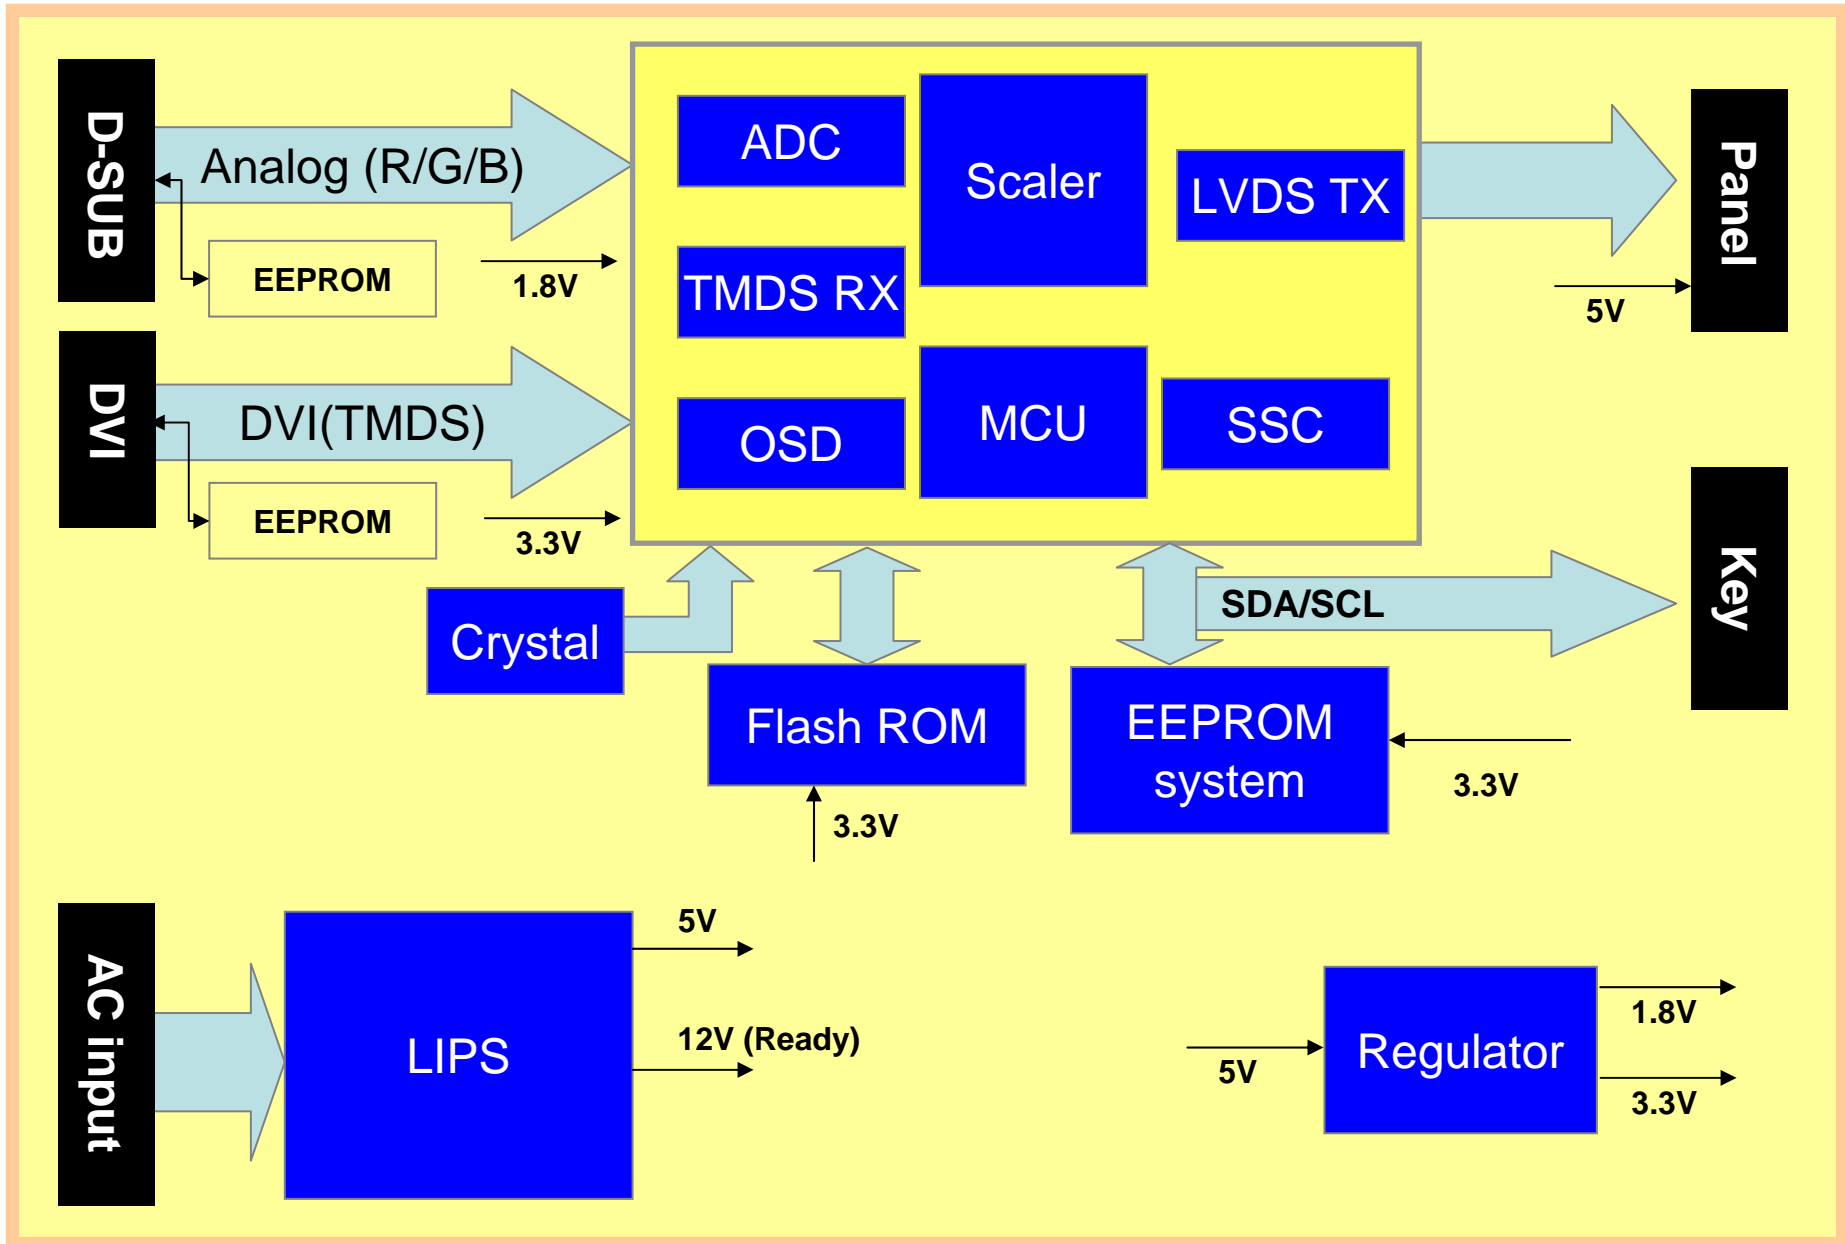 D-SUB
Analog (R/G/B)
EEPROM
1.8V
DVI
DVI(TMDS)
EEPROM
3.3V
ADC
Scaler
LVDS TX
TMDS RX
OSD
MCU
SSC
Panel
5V
Key
SDA/SCL
Crystal
Flash ROM
3.3V
EEPROM
system
3.3V
AC input
LIPS
5V
12V (Ready)
5V
Regulator
1.8V
3.3V